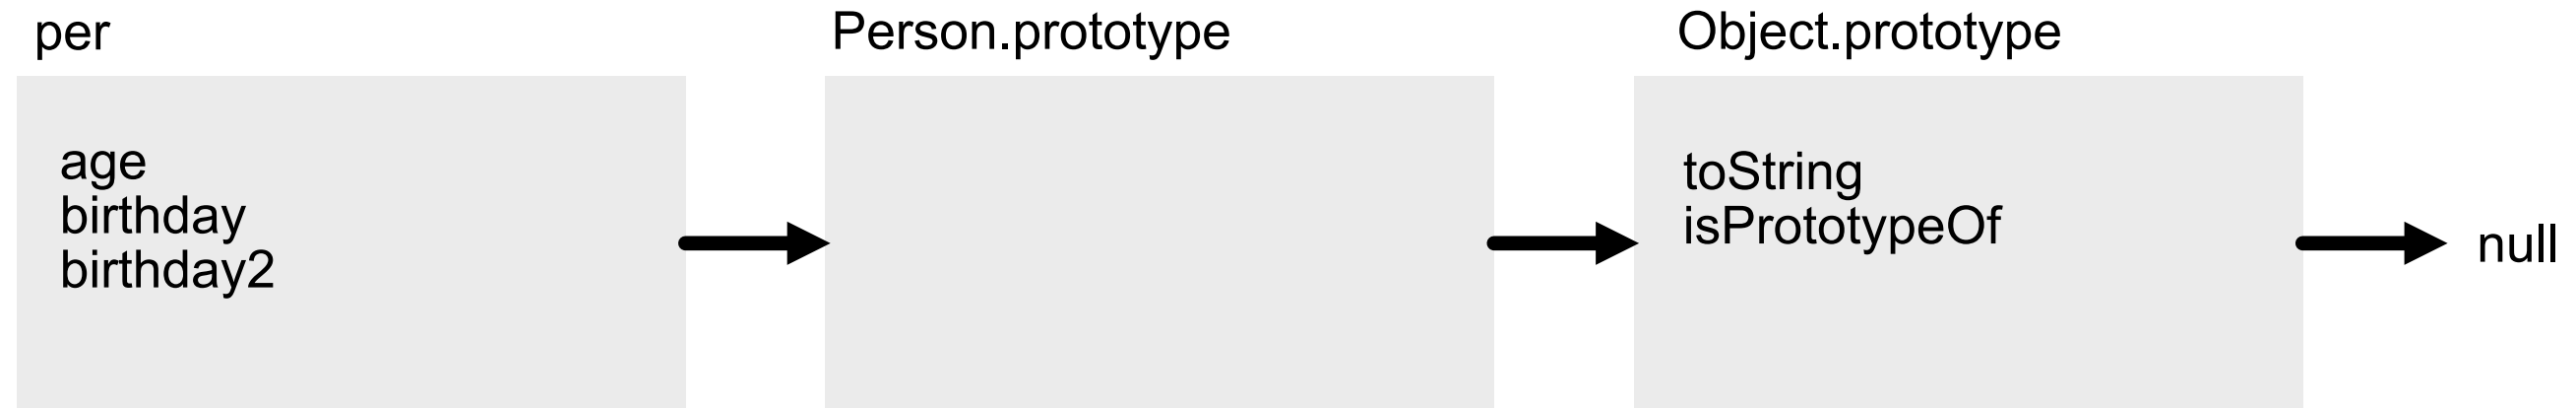 per
Person.prototype
Object.prototype
age
birthday
birthday2
toString
isPrototypeOf
null